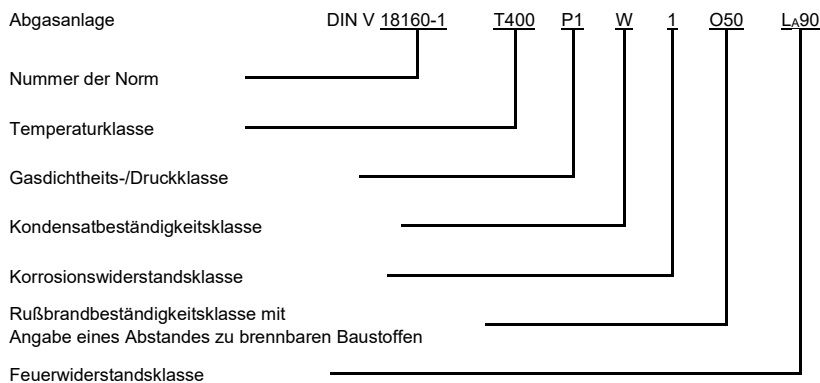 Abgasanlage DIN V 18160-1 T400 P1 W 1 O50 LA90
Nummer der Norm
Temperaturklasse
Gasdichtheits-/Druckklasse
Kondensatbeständigkeitsklasse
Korrosionswiderstandsklasse
Rußbrandbeständigkeitsklasse mit
Angabe eines Abstandes zu brennbaren Baustoffen
Feuerwiderstandsklasse